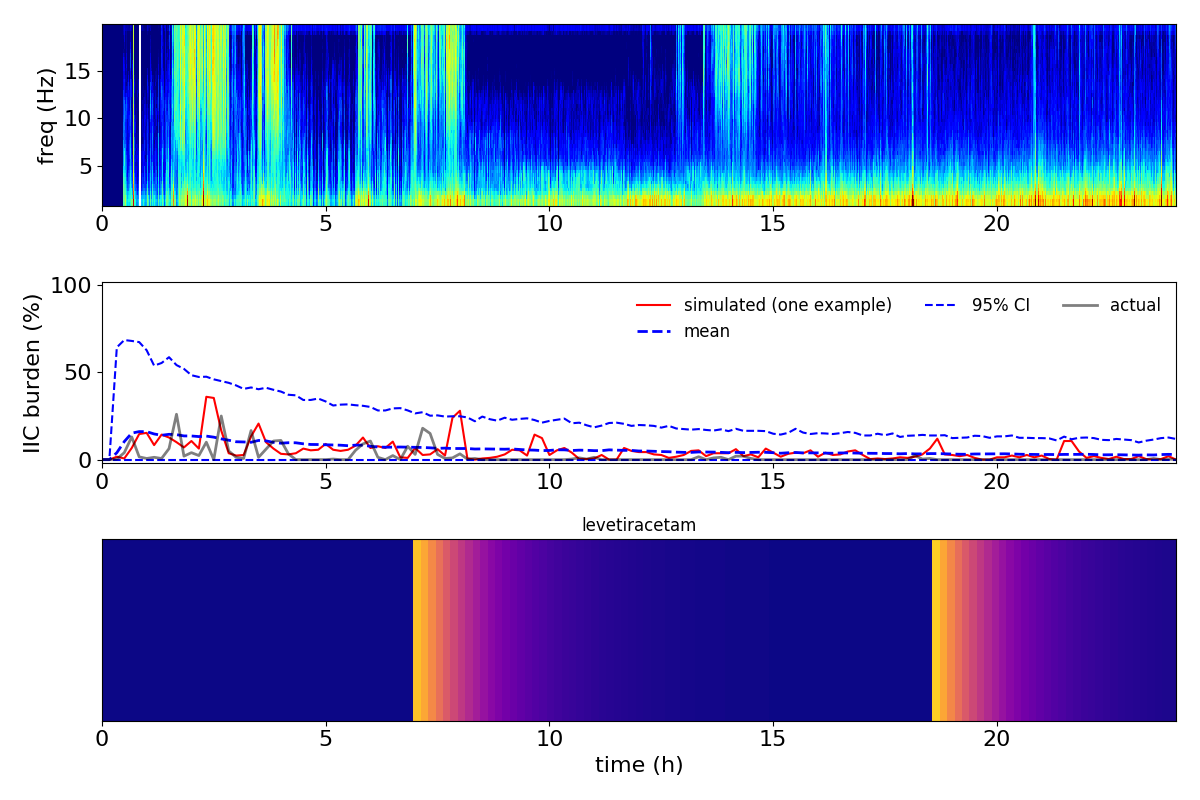 freq (Hz)
15
10
5
0 5 10 15 20
IIC burden (%)
100
50
0
simulated (one example) 95% CI actual
mean
0 5 10 15 20
levetiracetam
0 5 10 15 20
time (h)